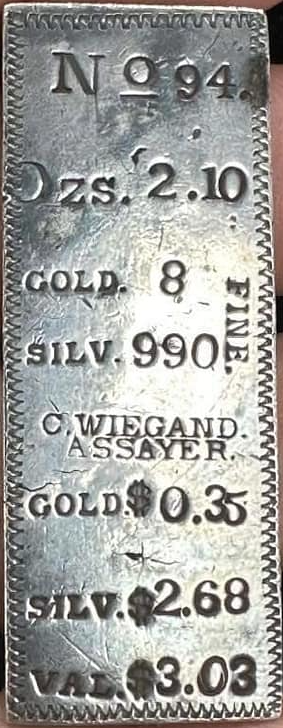 No 94.
Ozs. 2.10
GOLD. 8
SILV. 990.
FINE.
C. WIEGAND.
ASSAYER.
GOLD $0.35
SILV. $2.68
VAL. $3.03